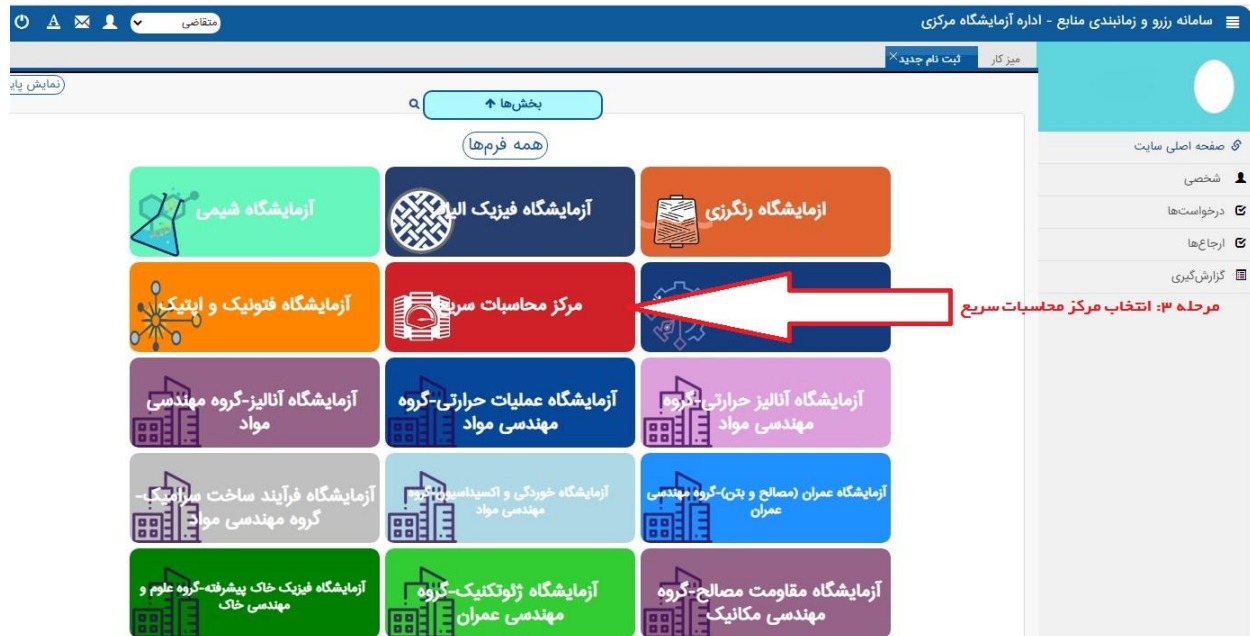 سامانه رزرو و زمانبندی منابع - اداره آزمایشگاه مرکزی
متقاضی
میز کار
ثبت نام جدید
بخش‌ها
همه فرم‌ها
صفحه اصلی سایت
شخصی
درخواست‌ها
ارجاع‌ها
گزارش‌گیری
ازمایشگاه رنگرزی
آزمایشگاه فیزیک الیاف
آزمایشگاه شیمی
مرحله ۳: انتخاب مرکز محاسبات سریع
مرکز محاسبات سریع
آزمایشگاه فتونیک و اپتیک
آزمایشگاه آنالیز حرارتی-گروه
مهندسی مواد
آزمایشگاه عملیات حرارتی-گروه
مهندسی مواد
آزمایشگاه آنالیز-گروه مهندسی
مواد
آزمایشگاه عمران (مصالح و بتن)-گروه مهندسی
عمران
آزمایشگاه خوردگی و اکسیداسیون-گروه
مهندسی مواد
آزمایشگاه فرآیند ساخت سرامیک-
گروه مهندسی مواد
آزمایشگاه مقاومت مصالح-گروه
مهندسی مکانیک
آزمایشگاه ژئوتکنیک-گروه
مهندسی عمران
آزمایشگاه فیزیک خاک پیشرفته-گروه علوم و
مهندسی خاک